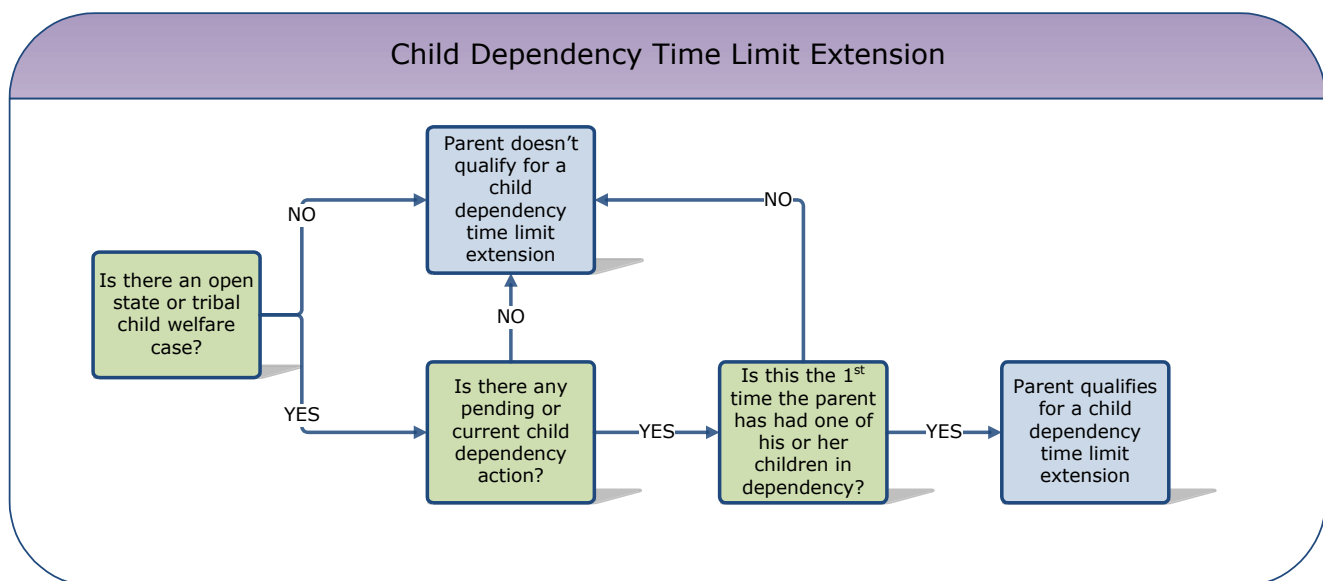 Child Dependency Time Limit Extension
Parent doesn’t
qualify for a
child
dependency
time limit
extension
NO
NO
Is there an open
state or tribal
child welfare
case?
NO
YES
Is there any
pending or
current child
dependency
action?
YES
Is this the 1st
time the parent
has had one of
his or her
children in
dependency?
YES
Parent qualifies
for a child
dependency
time limit
extension